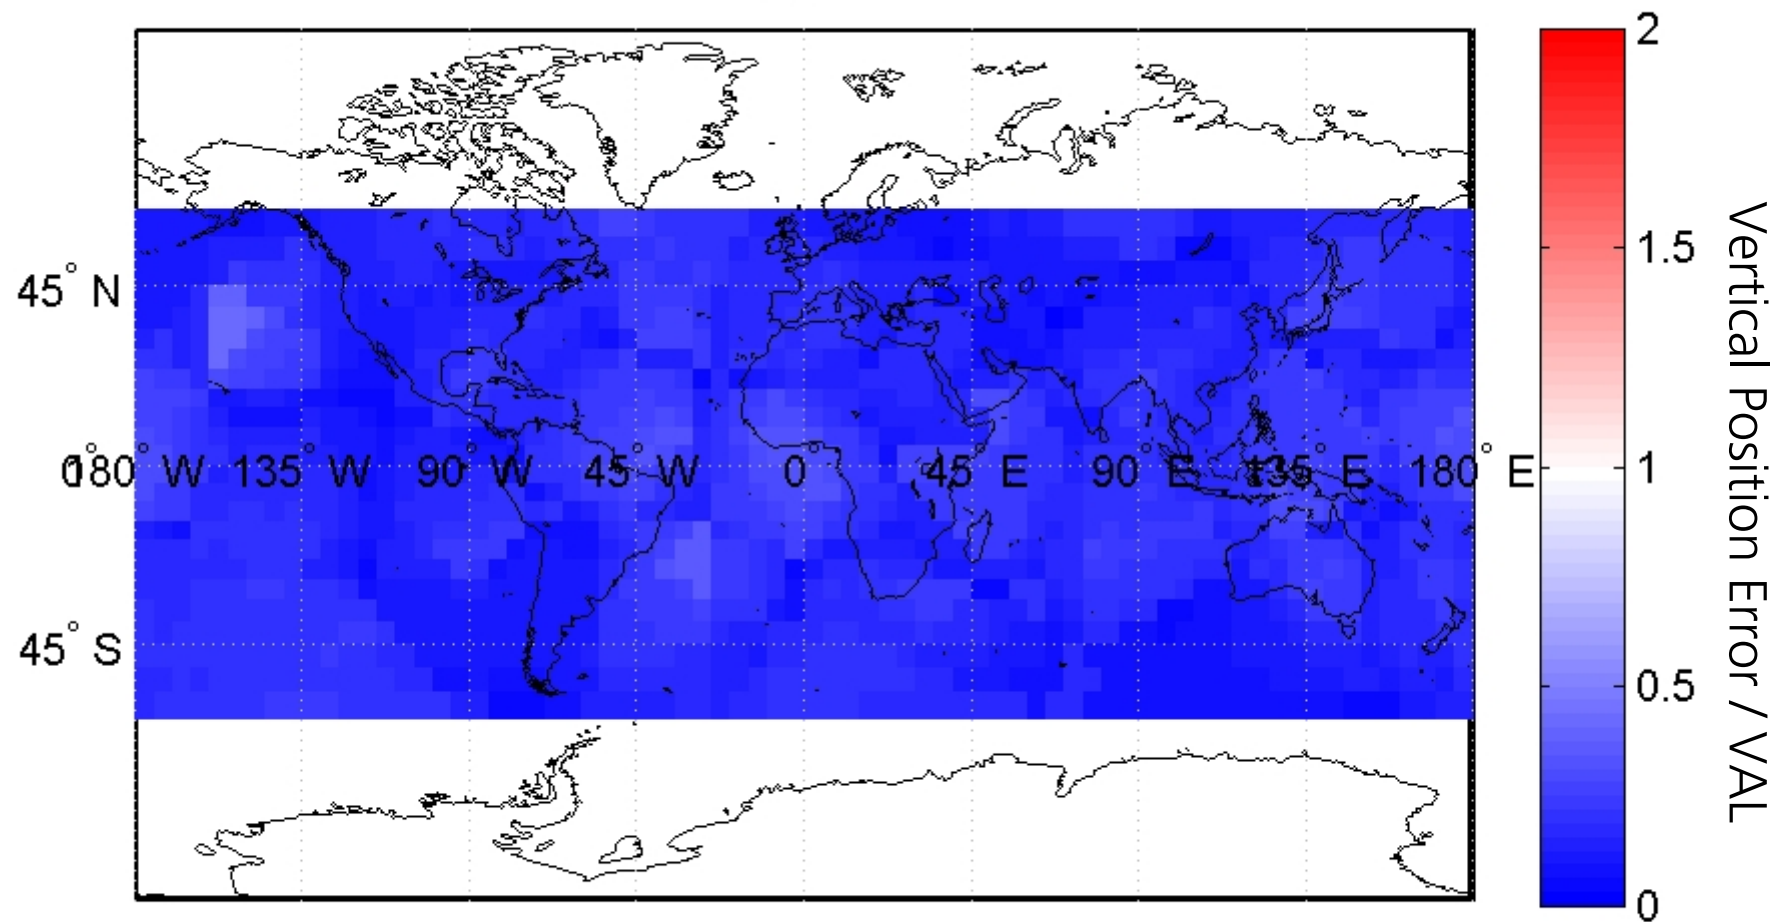 2
1.5
1
0.5
0
Vertical Position Error / VAL
45° N
0°
180° W
135° W
90° W
45° W
0°
45° E
90° E
135° E
180° E
45° S